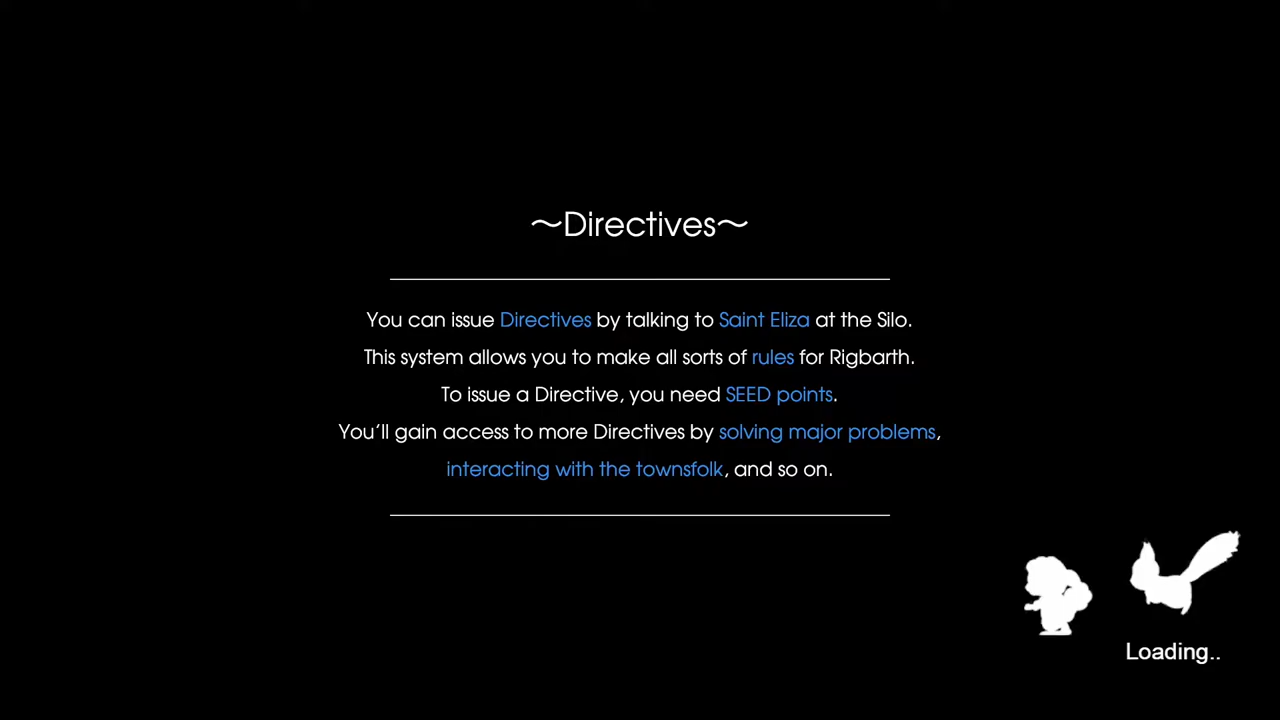 ～Directives～
You can issue Directives by talking to Saint Eliza at the Silo.
This system allows you to make all sorts of rules for Rigbarth.
To issue a Directive, you need SEED points.
You'll gain access to more Directives by solving major problems,
interacting with the townsfolk, and so on.
Loading..